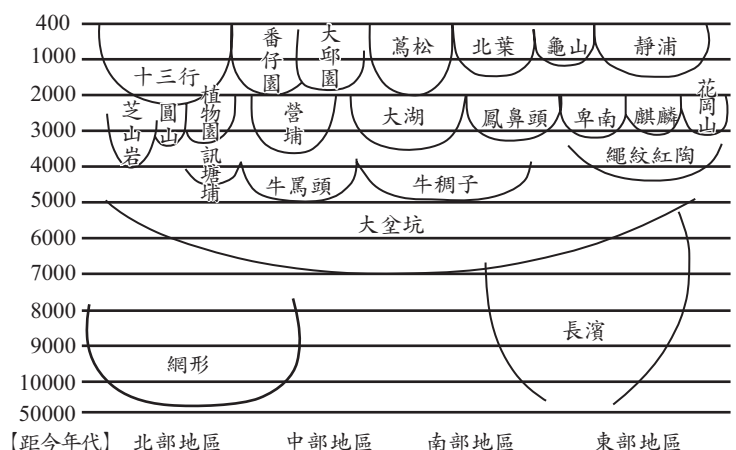 400
番仔園
大邱園
蔦松
北葉
龜山
靜浦
1000
十三行
2000
芝山岩
圓山
植物園
營埔
大湖
鳳鼻頭
卑南
麒麟
花岡山
3000
訊塘埔
繩紋紅陶
4000
牛罵頭
牛稠子
5000
大坌坑
6000
7000
8000
長濱
9000
網形
10000
50000
【距今年代】 北部地區 中部地區 南部地區 東部地區